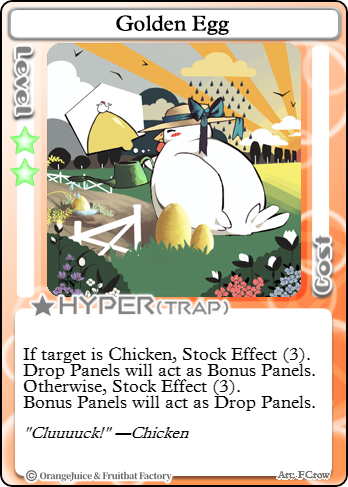 Golden Egg
Level
Cost
HYPER(TRAP)
If target is Chicken, Stock Effect (3).
Drop Panels will act as Bonus Panels.
Otherwise, Stock Effect (3).
Bonus Panels will act as Drop Panels.
"Cluuuuck!" —Chicken
© OrangeJuice & Fruitbat Factory
Art: F.Crow